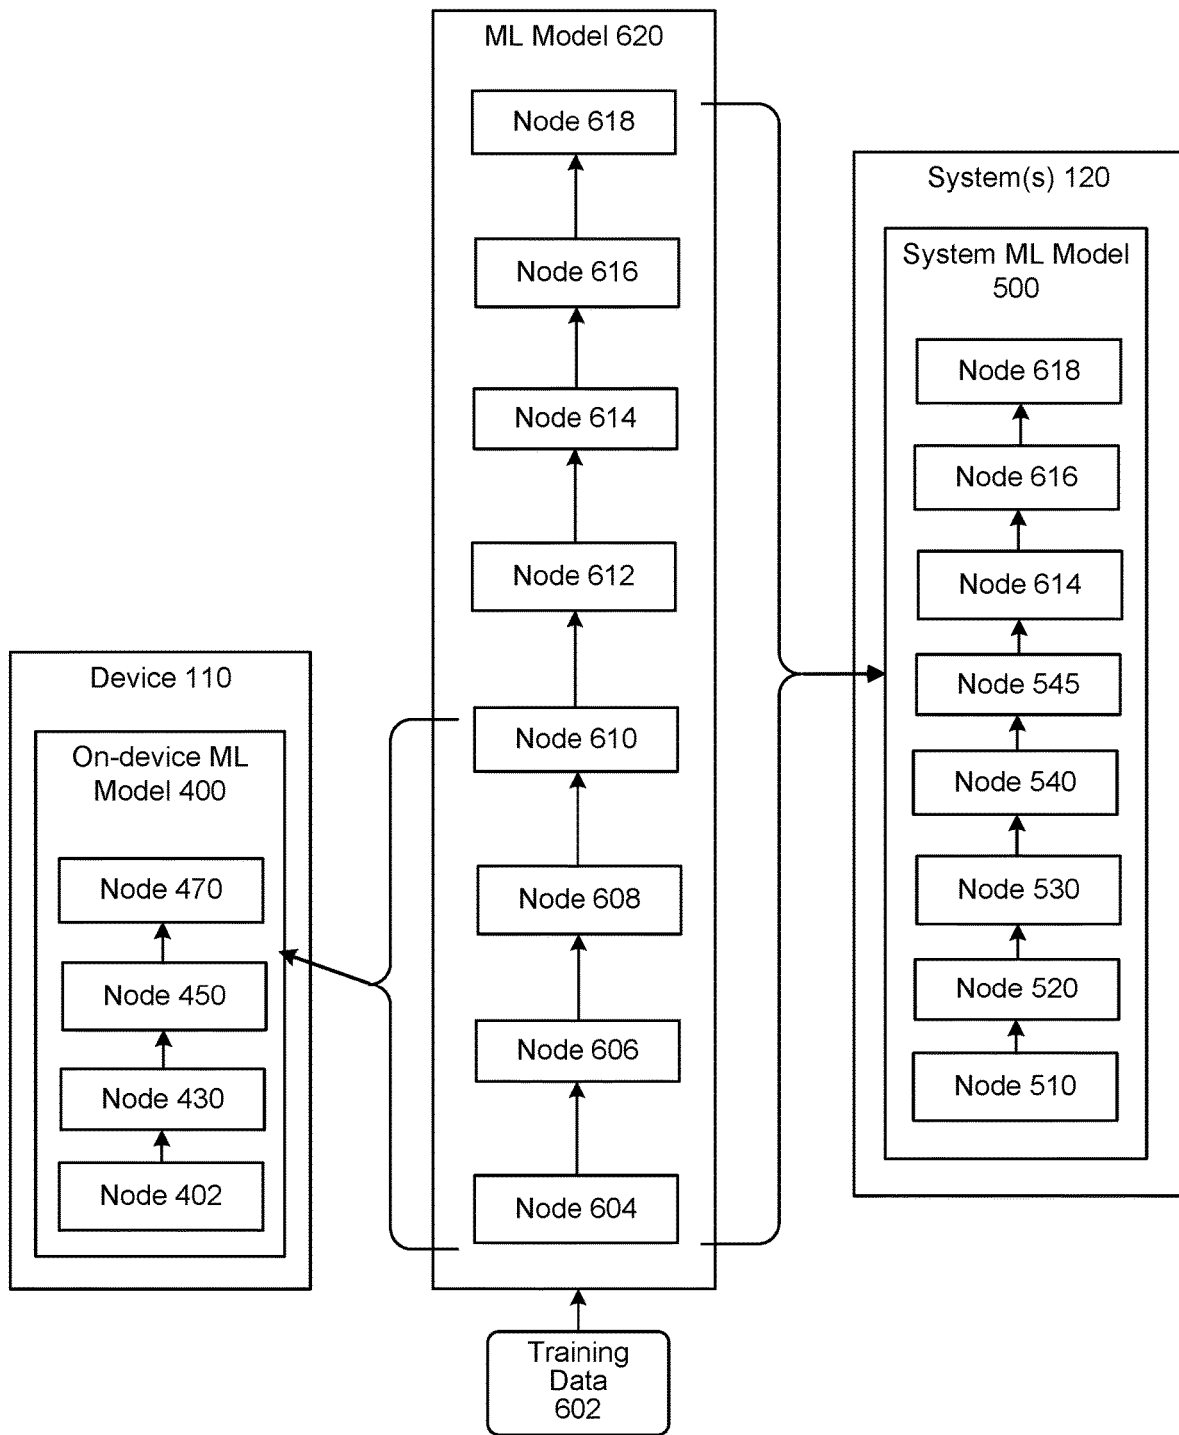 ML Model 620
Node 618
Node 616
Node 614
Node 612
Node 610
Node 608
Node 606
Node 604
Training
Data
602
Device 110
On-device ML
Model 400
Node 470
Node 450
Node 430
Node 402
System(s) 120
System ML Model
500
Node 618
Node 616
Node 614
Node 545
Node 540
Node 530
Node 520
Node 510